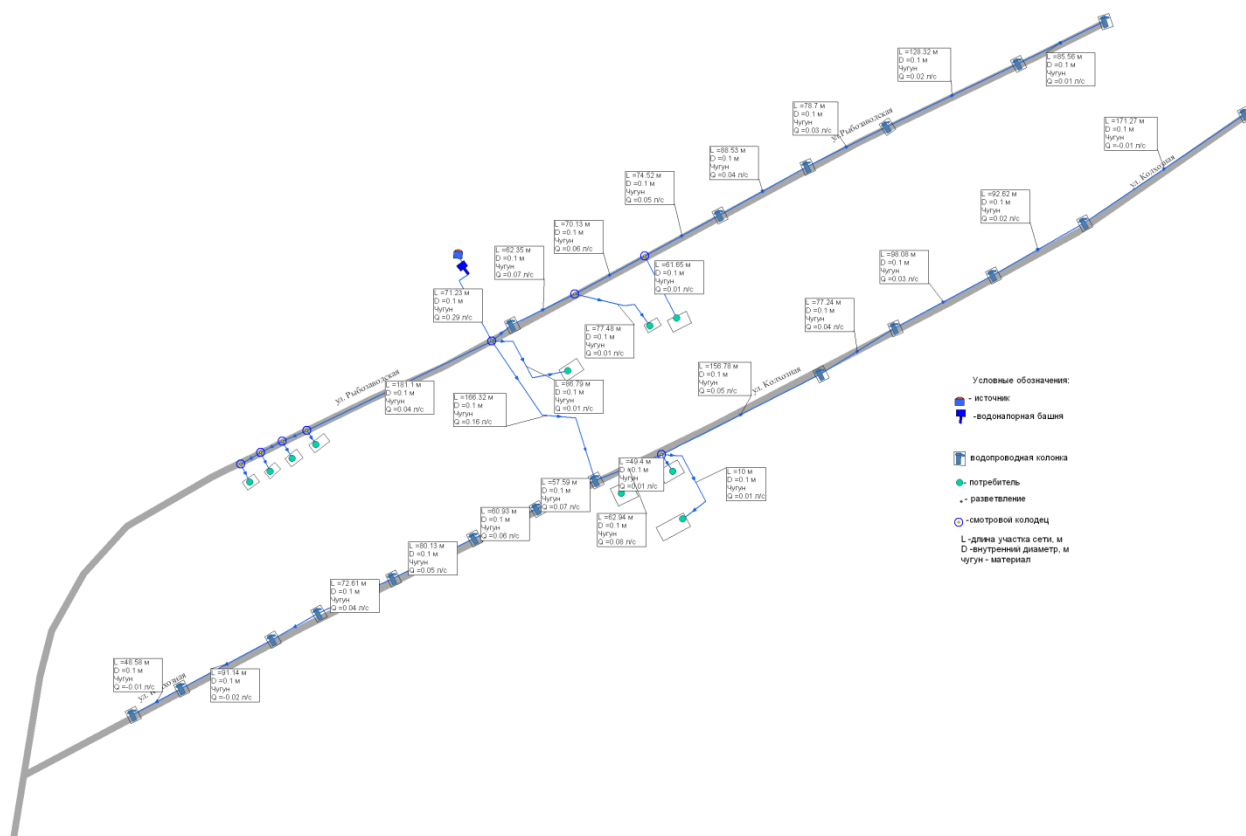 L =128.32 м
D =0.1 м
Чугун
Q =0.02 л/с
L =85.56 м
D =0.1 м
Чугун
Q =0.01 л/с
L =78.7 м
D =0.1 м
Чугун
Q =0.03 л/с
ул.Рыбозаводская
L =171.27 м
D =0.1 м
Чугун
Q =-0.01 л/с
ул. Колхозная
L =88.53 м
D =0.1 м
Чугун
Q =0.04 л/с
L =74.52 м
D =0.1 м
Чугун
Q =0.05 л/с
L =92.62 м
D =0.1 м
Чугун
Q =0.02 л/с
L =70.13 м
D =0.1 м
Чугун
Q =0.06 л/с
L =62.35 м
D =0.1 м
Чугун
Q =0.07 л/с
L =61.65 м
D =0.1 м
Чугун
Q =0.01 л/с
L =98.08 м
D =0.1 м
Чугун
Q =0.03 л/с
L =71.23 м
D =0.1 м
Чугун
Q =0.29 л/с
L =77.48 м
D =0.1 м
Чугун
Q =0.01 л/с
L =77.24 м
D =0.1 м
Чугун
Q =0.04 л/с
ул. Рыбозаводская
L =181.1 м
D =0.1 м
Чугун
Q =0.04 л/с
L =86.79 м
D =0.1 м
Чугун
Q =0.01 л/с
L =166.32 м
D =0.1 м
Чугун
Q =0.16 л/с
L =156.78 м
D =0.1 м
Чугун
Q =0.05 л/с
ул. Колхозная
Условные обозначения:
- источник
-водонапорная башня
водопроводная колонка
- потребитель
- разветвление
-смотровой колодец
L -длина участка сети, м
D -внутренний диаметр, м
чугун - материал
L =49.4 м
D =0.1 м
Чугун
Q =0.01 л/с
L =10 м
D =0.1 м
Чугун
Q =0.01 л/с
L =57.59 м
D =0.1 м
Чугун
Q =0.07 л/с
L =62.94 м
D =0.1 м
Чугун
Q =0.08 л/с
L =60.93 м
D =0.1 м
Чугун
Q =0.06 л/с
L =80.13 м
D =0.1 м
Чугун
Q =0.05 л/с
L =72.61 м
D =0.1 м
Чугун
Q =0.04 л/с
L =48.58 м
D =0.1 м
Чугун
Q =-0.01 л/с
L =91.14 м
D =0.1 м
Чугун
Q =-0.02 л/с